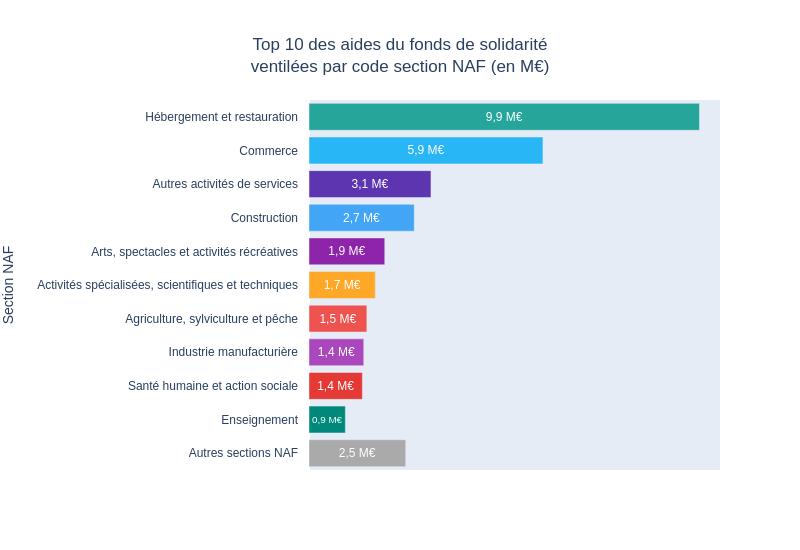 Top 10 des aides du fonds de solidarité
ventilées par code section NAF (en M€)
Section NAF
Hébergement et restauration 9,9 M€
Commerce 5,9 M€
Autres activités de services 3,1 M€
Construction 2,7 M€
Arts, spectacles et activités récréatives 1,9 M€
Activités spécialisées, scientifiques et techniques 1,7 M€
Agriculture, sylviculture et pêche 1,5 M€
Industrie manufacturière 1,4 M€
Santé humaine et action sociale 1,4 M€
Enseignement 0,9 M€
Autres sections NAF 2,5 M€